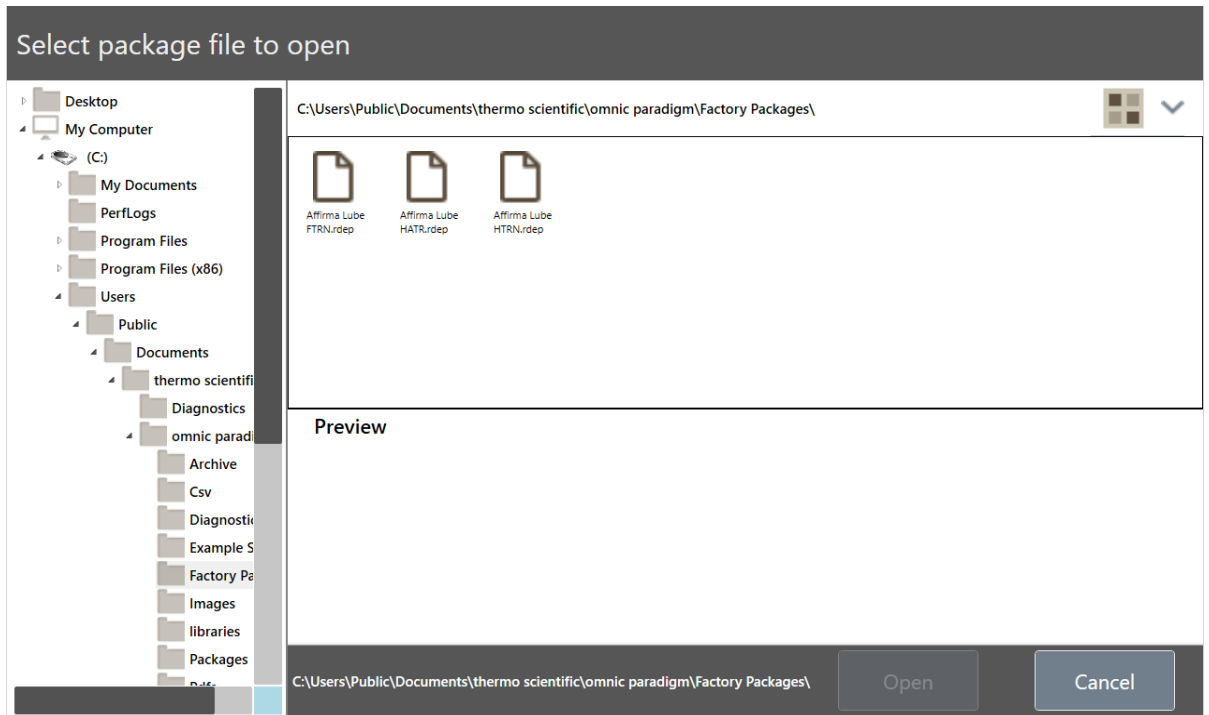 Select package file to open
Desktop
My Computer
(C:)
My Documents
PerfLogs
Program Files
Program Files (x86)
Users
Public
Documents
thermo scientifi
Diagnostics
omnic paradi
Archive
Csv
Diagnostic
Example S
Factory Pa
Images
libraries
Packages
C:\Users\Public\Documents\thermo scientific\omnic paradigm\Factory Packages\
Affirma Lube
FTRN.rdep
Affirma Lube
HATR.rdep
Affirma Lube
HTRN.rdep
Preview
C:\Users\Public\Documents\thermo scientific\omnic paradigm\Factory Packages\
Open
Cancel